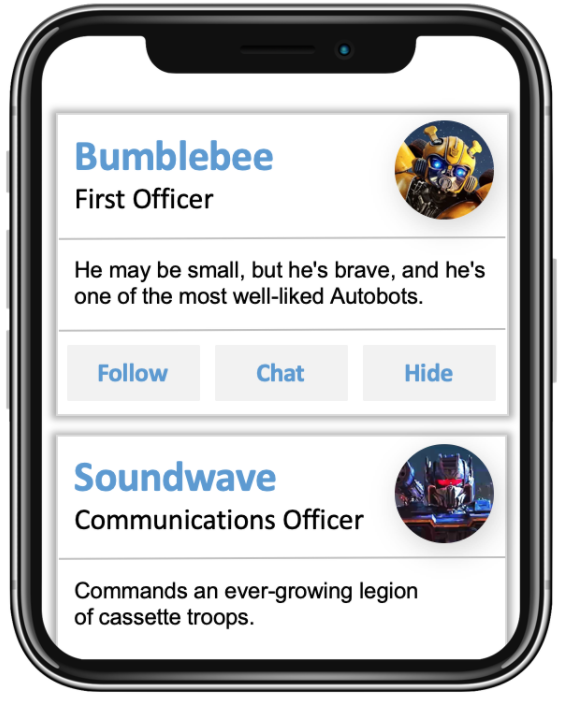 Bumblebee
First Officer
He may be small, but he's brave, and he's
one of the most well-liked Autobots.
Follow Chat Hide
Soundwave
Communications Officer
Commands an ever-growing legion
of cassette troops.